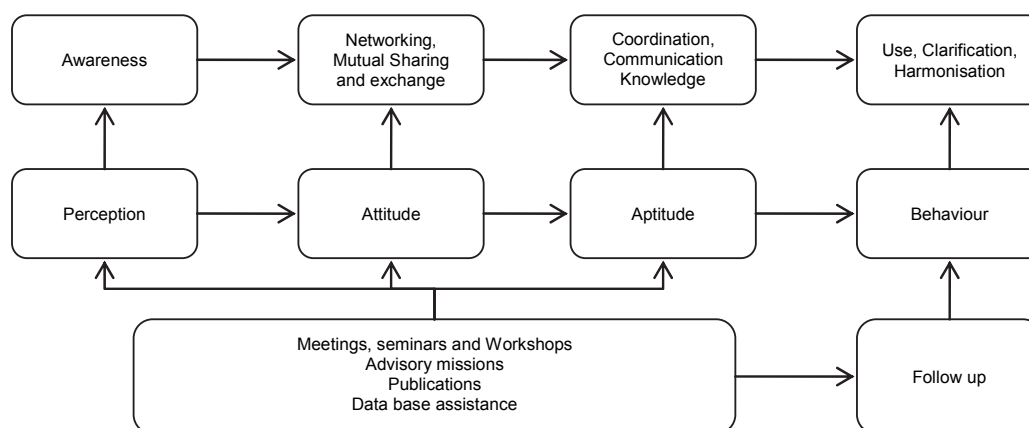 Awareness
Networking,
Mutual Sharing
and exchange
Coordination,
Communication
Knowledge
Use, Clarification,
Harmonisation
Perception
Attitude
Aptitude
Behaviour
Meetings, seminars and Workshops
Advisory missions
Publications
Data base assistance
Follow up